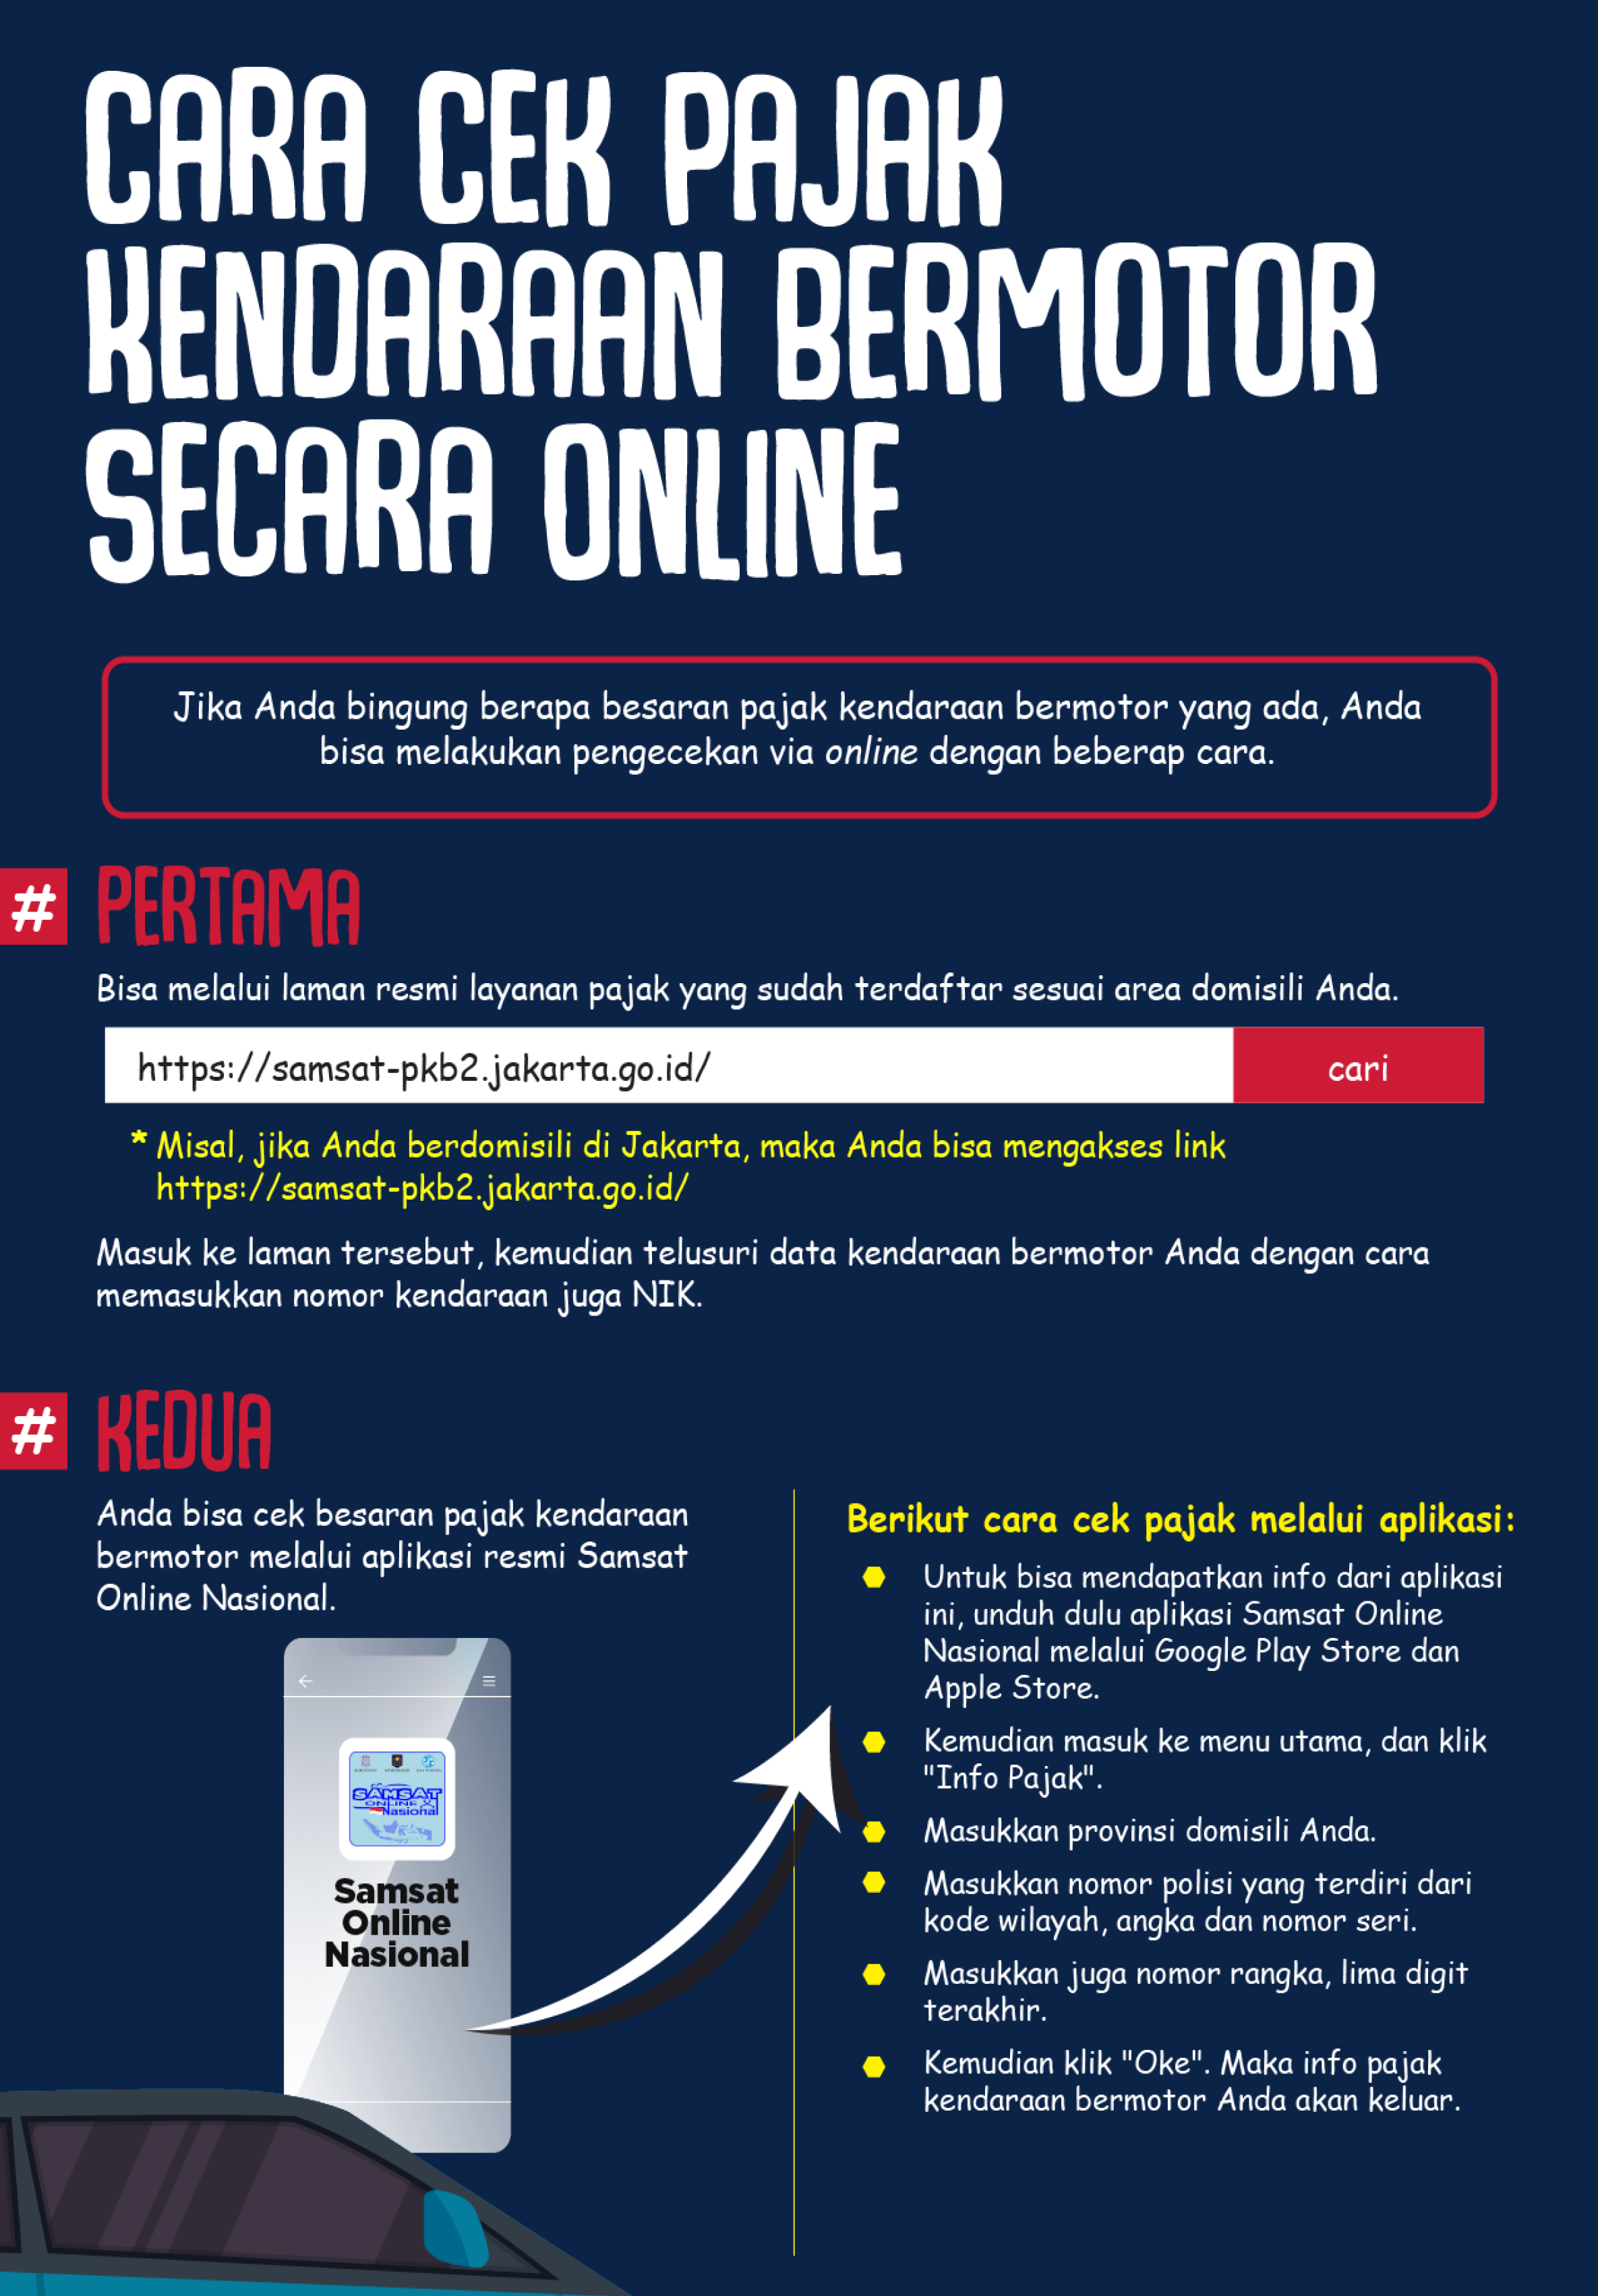 CARA CEK PAJAK
KENDARAAN BERMOTOR
SECARA ONLINE
Jika Anda bingung berapa besaran pajak kendaraan bermotor yang ada, Anda
bisa melakukan pengecekan via online dengan beberap cara.
# PERTAMA
Bisa melalui laman resmi layanan pajak yang sudah terdaftar sesuai area domisili Anda.
https://samsat-pkb2.jakarta.go.id/ cari
* Misal, jika Anda berdomisili di Jakarta, maka Anda bisa mengakses link
https://samsat-pkb2.jakarta.go.id/
Masuk ke laman tersebut, kemudian telusuri data kendaraan bermotor Anda dengan cara
memasukkan nomor kendaraan juga NIK.
# KEDUA
Anda bisa cek besaran pajak kendaraan
bermotor melalui aplikasi resmi Samsat
Online Nasional.
SAMSAT
ONLINE
Nasional
Samsat
Online
Nasional
Berikut cara cek pajak melalui aplikasi:
Untuk bisa mendapatkan info dari aplikasi
ini, unduh dulu aplikasi Samsat Online
Nasional melalui Google Play Store dan
Apple Store.
Kemudian masuk ke menu utama, dan klik
"Info Pajak".
Masukkan provinsi domisili Anda.
Masukkan nomor polisi yang terdiri dari
kode wilayah, angka dan nomor seri.
Masukkan juga nomor rangka, lima digit
terakhir.
Kemudian klik "Oke". Maka info pajak
kendaraan bermotor Anda akan keluar.